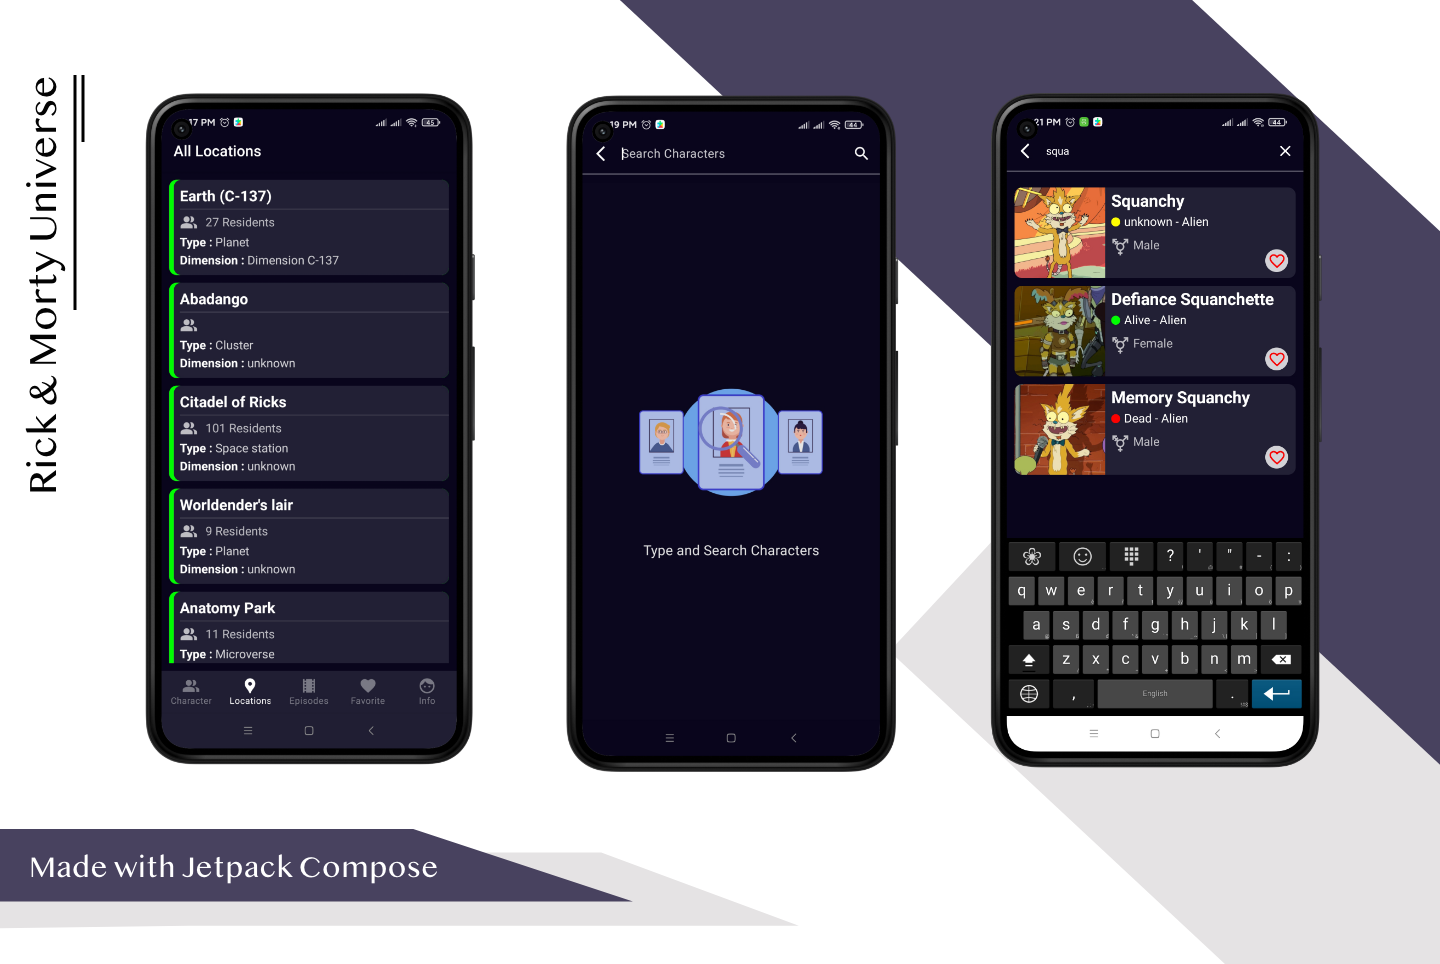 Rick & Morty Universe
17 PM
45
All Locations
Earth (C-137)
27 Residents
Type : Planet
Dimension : Dimension C-137
Abadango
Type : Cluster
Dimension : unknown
Citadel of Ricks
101 Residents
Type : Space station
Dimension : unknown
Worldender's lair
9 Residents
Type : Planet
Dimension : unknown
Anatomy Park
11 Residents
Type : Microverse
Character
Locations
Episodes
Favorite
Info
19 PM
44
Search Characters
Type and Search Characters
21 PM
44
squa
Squanchy
unknown - Alien
Male
Defiance Squanchette
Alive - Alien
Female
Memory Squanchy
Dead - Alien
Male
? ' " - :
q w e r t y u i o p
a s d f g h j k l
z x c v b n m
, English .
Made with Jetpack Compose